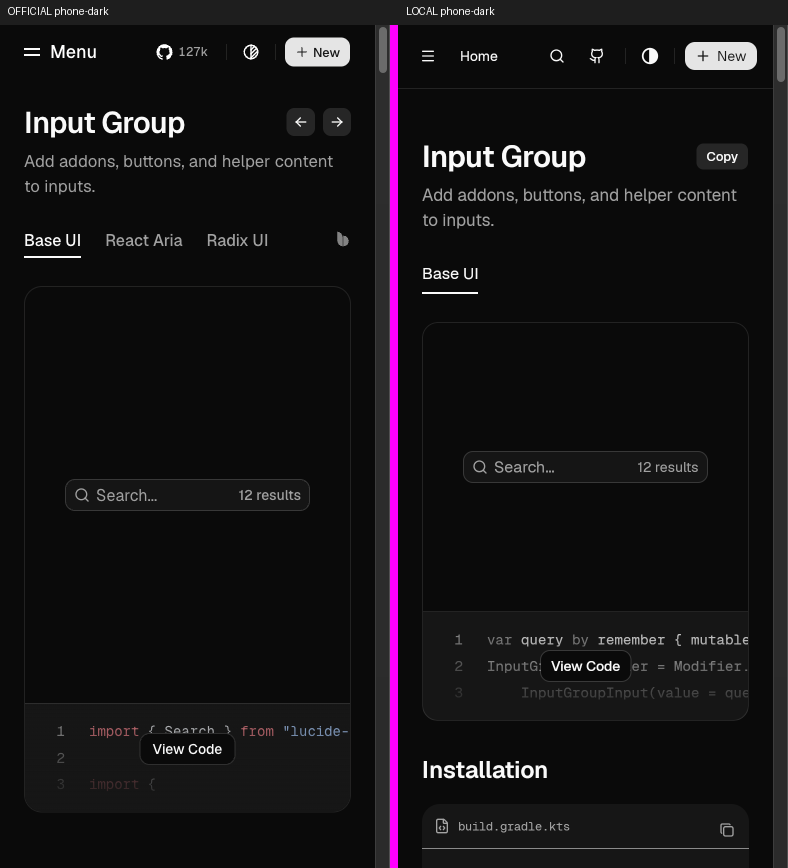 OFFICIAL phone-dark
Menu
127k
New
Input Group
Add addons, buttons, and helper content
to inputs.
Base UI
React Aria
Radix UI
Search...
12 results
1 import { Search } from "lucide-
2
3 import {
View Code
LOCAL phone-dark
Home
New
Input Group
Copy
Add addons, buttons, and helper content
to inputs.
Base UI
Search...
12 results
1 var query by remember { mutable
2 InputG er = Modifier.
3 InputGroupInput(value = que
View Code
Installation
build.gradle.kts